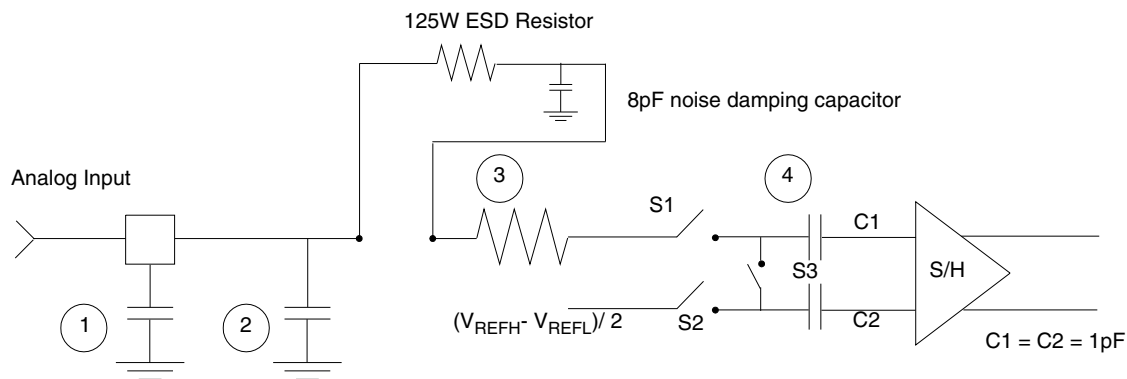 125W ESD Resistor
8pF noise damping capacitor
Analog Input
3
4
S1
C1
S3
S/H
1
2
(VREFH- VREFL)/ 2
S2
C2
C1 = C2 = 1pF